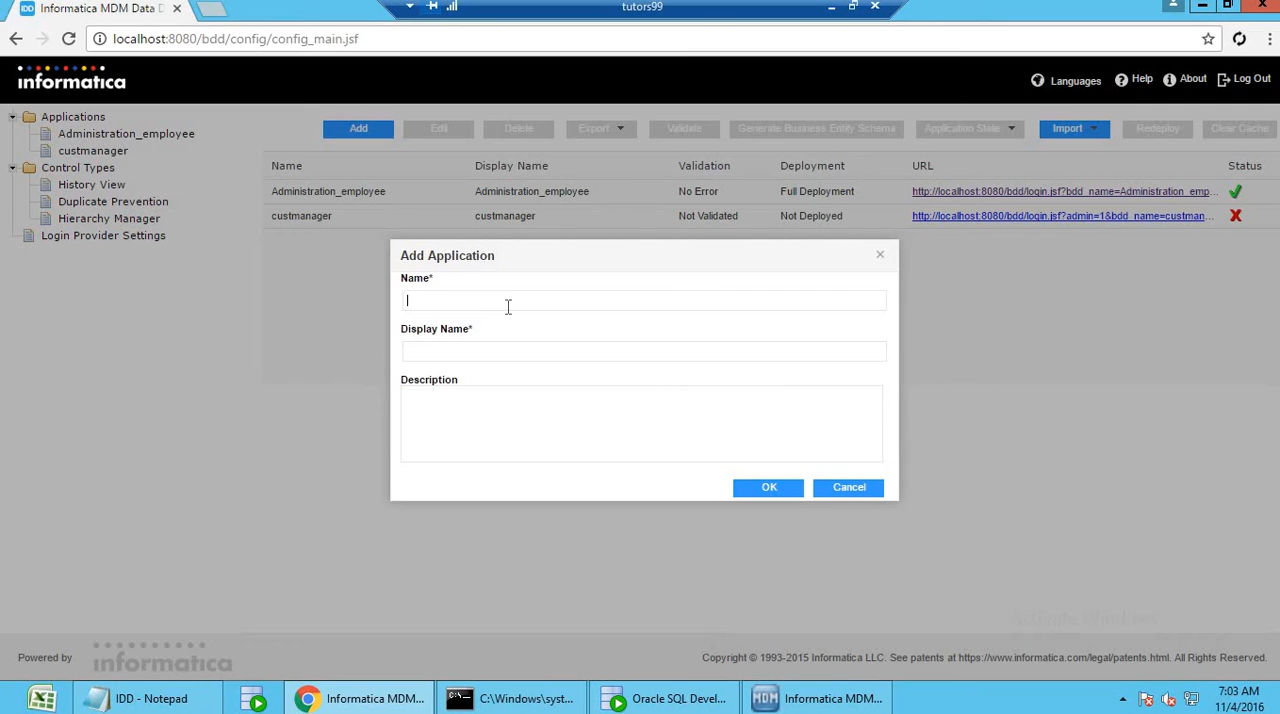 Informatica MDM Data D
tutors99
localhost:8080/bdd/config/config_main.jsf
informatica
Languages
Help
About
Log Out
Applications
Administration_employee
custmanager
Control Types
History View
Duplicate Prevention
Hierarchy Manager
Login Provider Settings
Add
Edit
Delete
Export
Validate
Generate Business Entity Schema
Application State
Import
Redeploy
Clear Cache
Name Display Name Validation Deployment URL Status
Administration_employee Administration_employee No Error Full Deployment http://localhost:8080/bdd/login.jsf?bdd_name=Administration_emp...
custmanager custmanager Not Validated Not Deployed http://localhost:8080/bdd/login.jsf?admin=1&bdd_name=custman...
Add Application
Name*
Display Name*
Description
OK
Cancel
Activate Windows
Powered by informatica
Copyright © 1993-2015 Informatica LLC. See patents at https://www.informatica.com/legal/patents.html. All Rights Reserved.
IDD - Notepad
Informatica MDM...
C:\Windows\syst...
Oracle SQL Devel...
MDM
Informatica MDM...
7:03 AM
11/4/2016